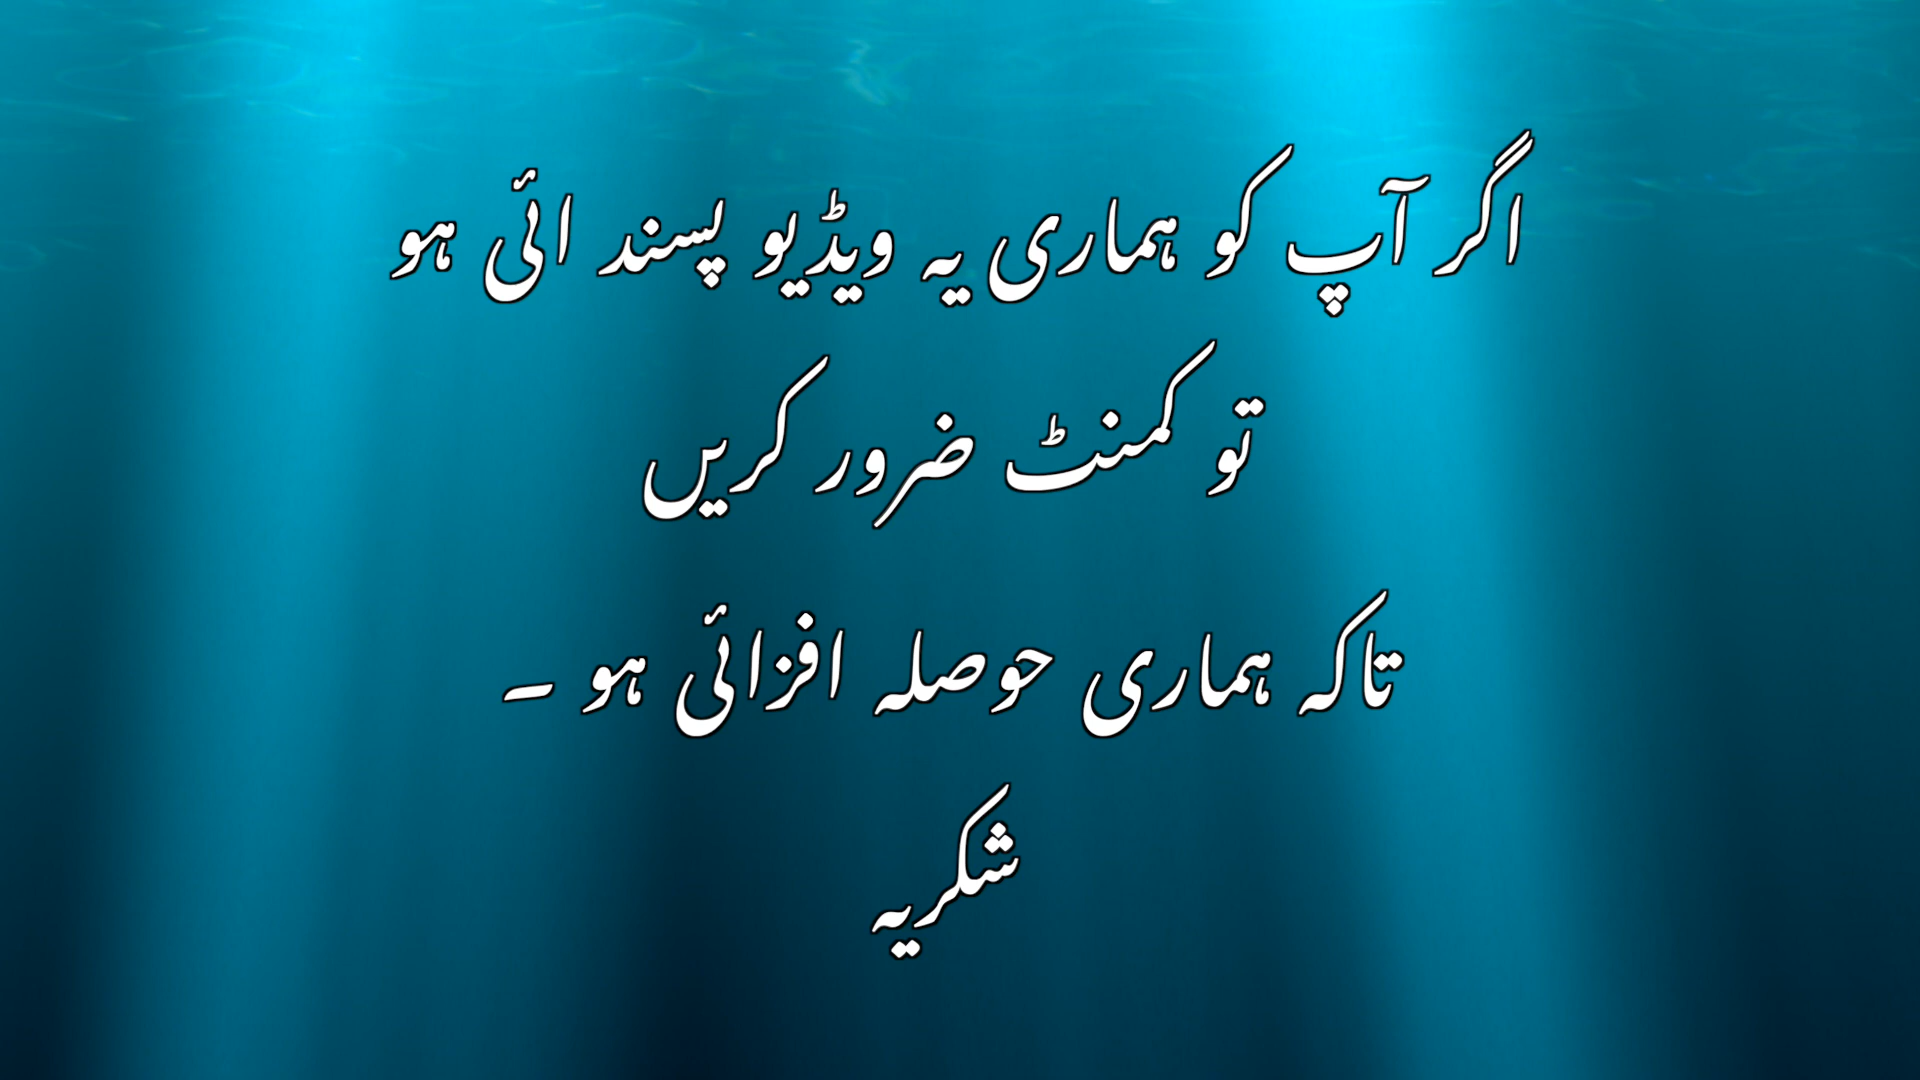 اگر آپ کو ہماری یہ ویڈیو پسند ائی ہو
تو کمنٹ ضرور کریں
تاکہ ہماری حوصلہ افزائی ہو ۔
شکریہ